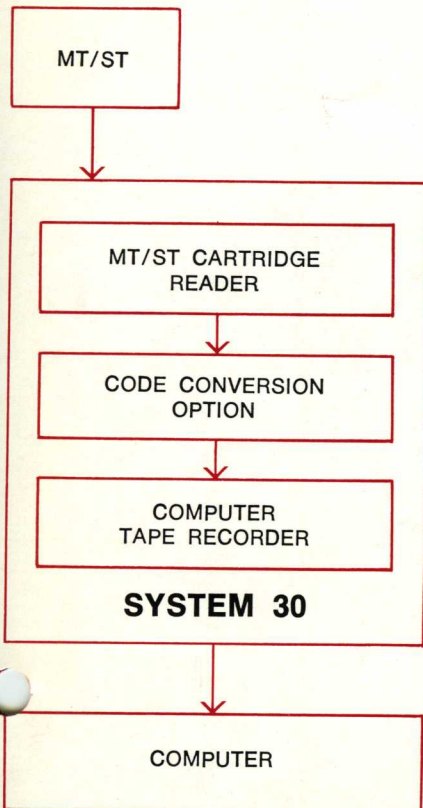 MT/ST
MT/ST CARTRIDGE
READER
CODE CONVERSION
OPTION
COMPUTER
TAPE RECORDER
SYSTEM 30
COMPUTER